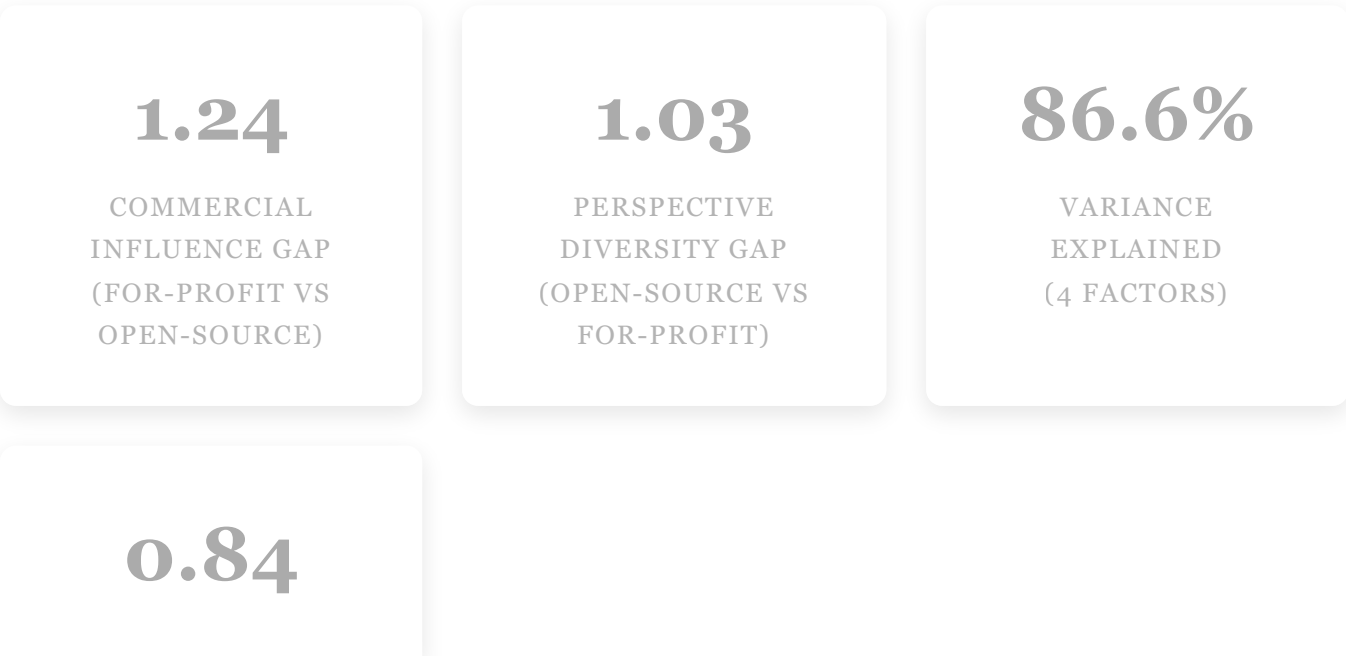 1.24
COMMERCIAL
INFLUENCE GAP
(FOR-PROFIT VS
OPEN-SOURCE)
1.03
PERSPECTIVE
DIVERSITY GAP
(OPEN-SOURCE VS
FOR-PROFIT)
86.6%
VARIANCE
EXPLAINED
(4 FACTORS)
0.84